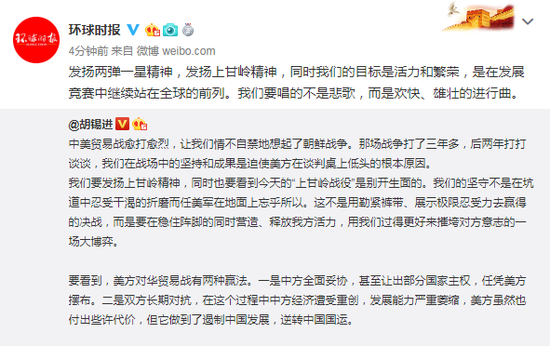 环球时报
环球时报
4分钟前 来自 微博 weibo.com
发扬两弹一星精神，发扬上甘岭精神，同时我们的目标是活力和繁荣，是在发展
竞赛中继续站在全球的前列。我们要唱的不是悲歌，而是欢快、雄壮的进行曲。
@胡锡进
中美贸易战愈打愈烈，让我们情不自禁地想起了朝鲜战争。那场战争打了三年多，后两年打打
谈谈，我们在战场中的坚持和成果是迫使美方在谈判桌上低头的根本原因。
我们要发扬上甘岭精神，同时也要看到今天的“上甘岭战役”是别开生面的。我们的坚守不是在坑
道中忍受干渴的折磨而任美军在地面上忘乎所以。这不是用勒紧裤带、展示极限忍受力去赢得
的决战，而是要在稳住阵脚的同时营造、释放我方活力，用我们过得更好来摧垮对方意志的一
场大博弈。
要看到，美方对华贸易战有两种赢法。一是中方全面妥协，甚至让出部分国家主权，任凭美方
摆布。二是双方长期对抗，在这个过程中中方经济遭受重创，发展能力严重萎缩，美方虽然也
付出些许代价，但它做到了遏制中国发展，逆转中国国运。